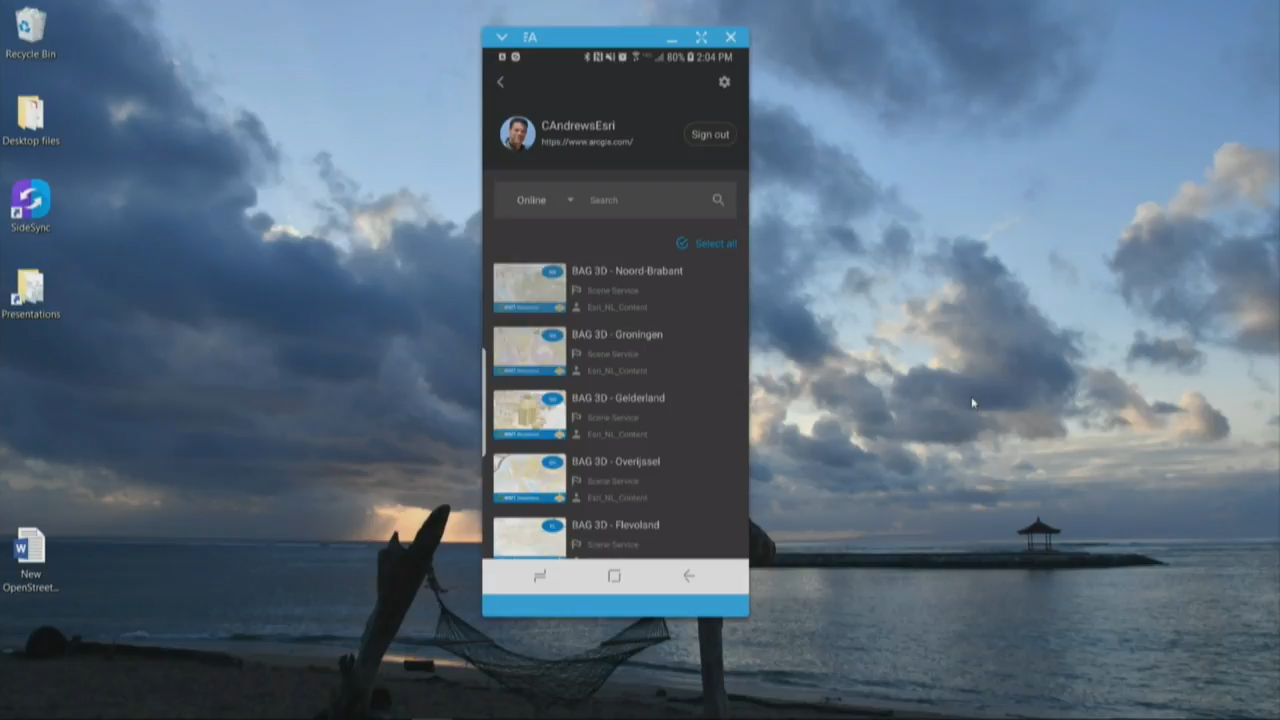 Recycle Bin
Desktop files
SideSync
Presentations
W
New
OpenStreet...
A
80% 2:04 PM
CAndrewsEsri
https://www.arcgis.com/
Sign out
Online
Search
Select all
BAG 3D - Noord-Brabant
Scene Service
Esri_NL_Content
BAG 3D - Groningen
Scene Service
Esri_NL_Content
BAG 3D - Gelderland
Scene Service
Esri_NL_Content
BAG 3D - Overijssel
Scene Service
Esri_NL_Content
BAG 3D - Flevoland
Scene Service